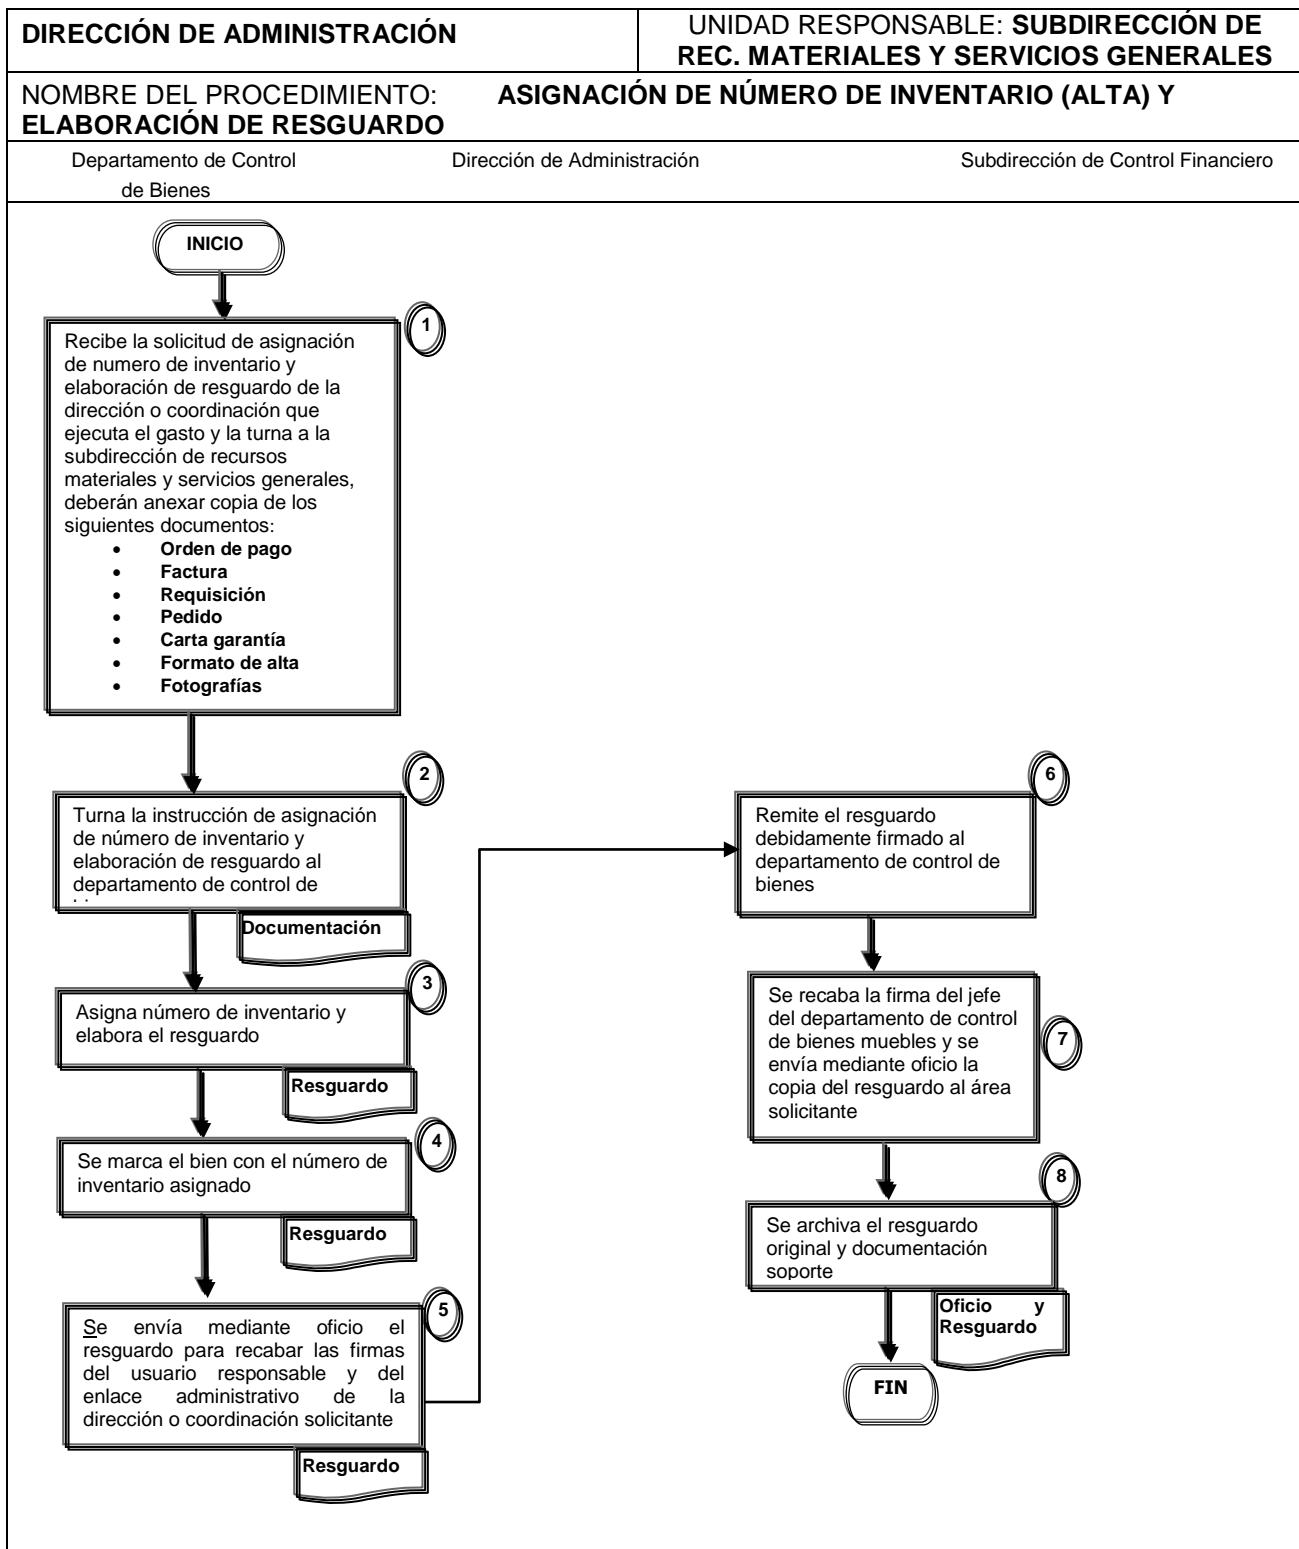 DIRECCIÓN DE ADMINISTRACIÓN
UNIDAD RESPONSABLE: SUBDIRECCIÓN DE
REC. MATERIALES Y SERVICIOS GENERALES
NOMBRE DEL PROCEDIMIENTO: ASIGNACIÓN DE NÚMERO DE INVENTARIO (ALTA) Y
ELABORACIÓN DE RESGUARDO
Departamento de Control
de Bienes
Dirección de Administración
Subdirección de Control Financiero
INICIO
1
Recibe la solicitud de asignación
de numero de inventario y
elaboración de resguardo de la
dirección o coordinación que
ejecuta el gasto y la turna a la
subdirección de recursos
materiales y servicios generales,
deberán anexar copia de los
siguientes documentos:
• Orden de pago
• Factura
• Requisición
• Pedido
• Carta garantía
• Formato de alta
• Fotografías
2
Turna la instrucción de asignación
de número de inventario y
elaboración de resguardo al
departamento de control de
Documentación
3
Asigna número de inventario y
elabora el resguardo
Resguardo
4
Se marca el bien con el número de
inventario asignado
Resguardo
5
Se envía mediante oficio el
resguardo para recabar las firmas
del usuario responsable y del
enlace administrativo de la
dirección o coordinación solicitante
Resguardo
6
Remite el resguardo
debidamente firmado al
departamento de control de
bienes
7
Se recaba la firma del jefe
del departamento de control
de bienes muebles y se
envía mediante oficio la
copia del resguardo al área
solicitante
8
Se archiva el resguardo
original y documentación
soporte
Oficio y
Resguardo
FIN